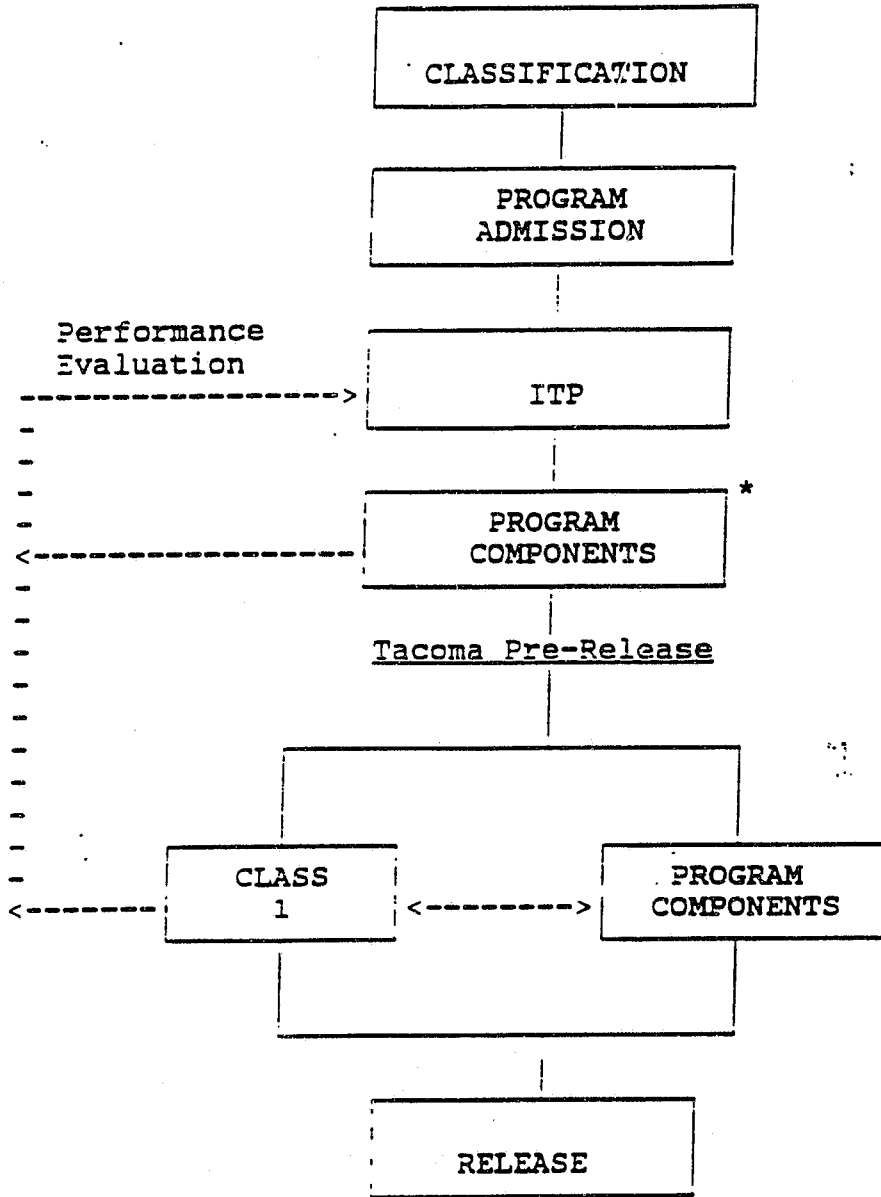 CLASSIFICATION
PROGRAM
ADMISSION
Performance
Evaluation
ITP
*
PROGRAM
COMPONENTS
Tacoma Pre-Release
CLASS
1
PROGRAM
COMPONENTS
RELEASE